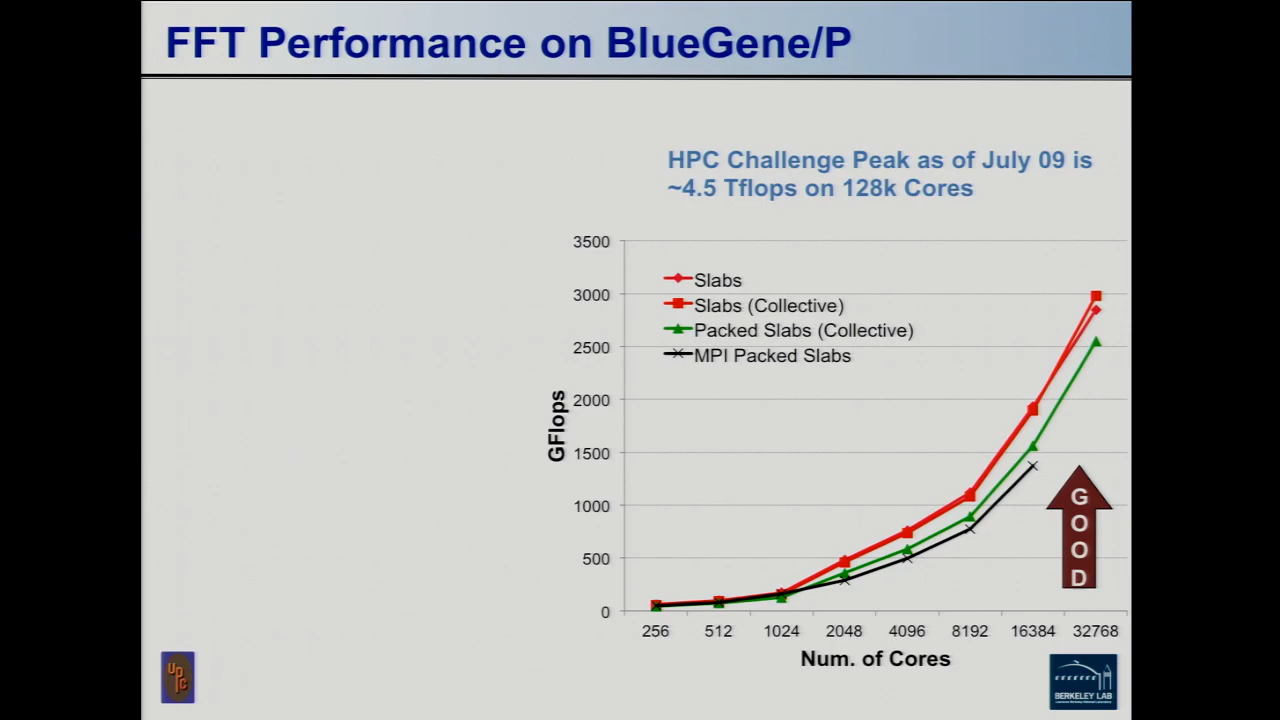 FFT Performance on BlueGene/P
HPC Challenge Peak as of July 09 is
~4.5 Tflops on 128k Cores
3500
3000
2500
2000
1500
1000
500
0
GFlops
Slabs
Slabs (Collective)
Packed Slabs (Collective)
MPI Packed Slabs
GOOD
256 512 1024 2048 4096 8192 16384 32768
Num. of Cores
UPC
BERKELEY LAB